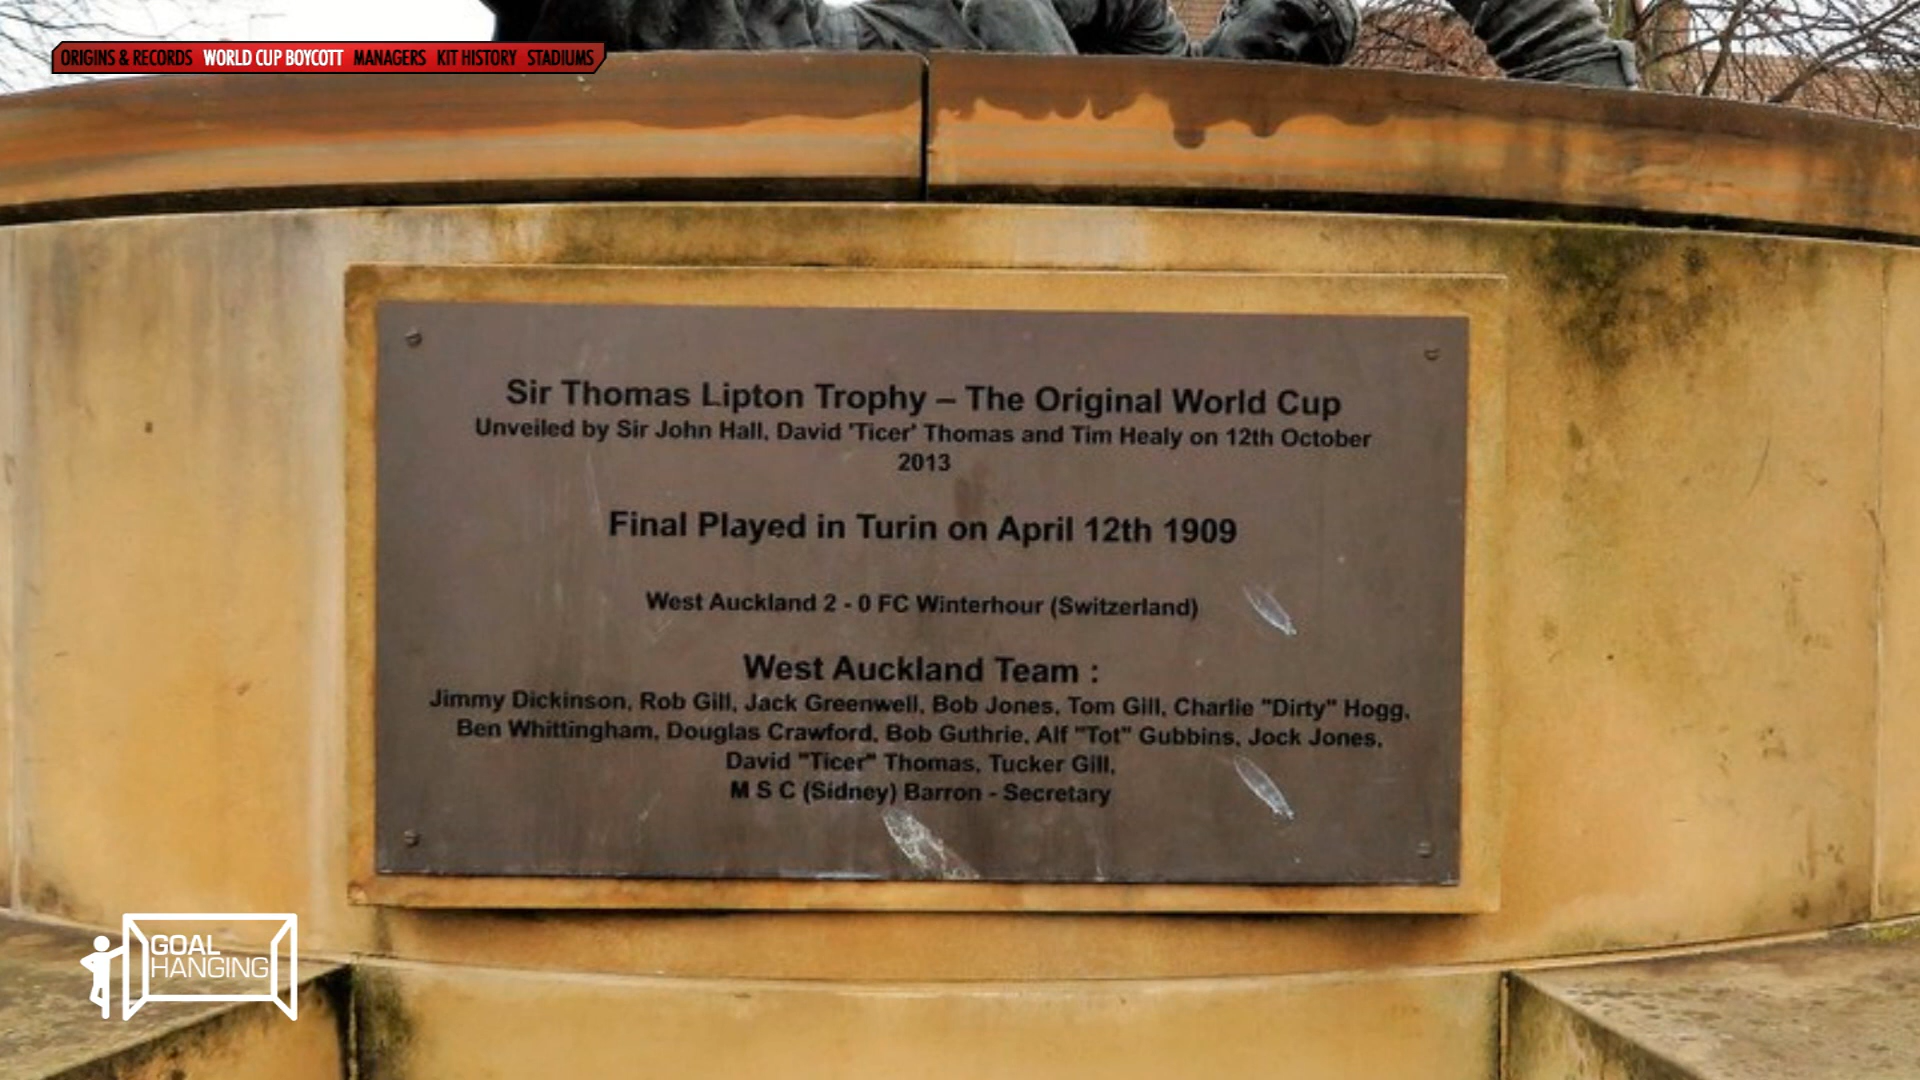 ORIGINS & RECORDS WORLD CUP BOYCOTT MANAGERS KIT HISTORY STADIUMS
Sir Thomas Lipton Trophy – The Original World Cup
Unveiled by Sir John Hall, David 'Ticer' Thomas and Tim Healy on 12th October
2013
Final Played in Turin on April 12th 1909
West Auckland 2 - 0 FC Winterhour (Switzerland)
West Auckland Team :
Jimmy Dickinson, Rob Gill, Jack Greenwell, Bob Jones, Tom Gill, Charlie "Dirty" Hogg,
Ben Whittingham, Douglas Crawford, Bob Guthrie, Alf "Tot" Gubbins, Jock Jones,
David "Ticer" Thomas, Tucker Gill,
M S C (Sidney) Barron - Secretary
GOAL
HANGING